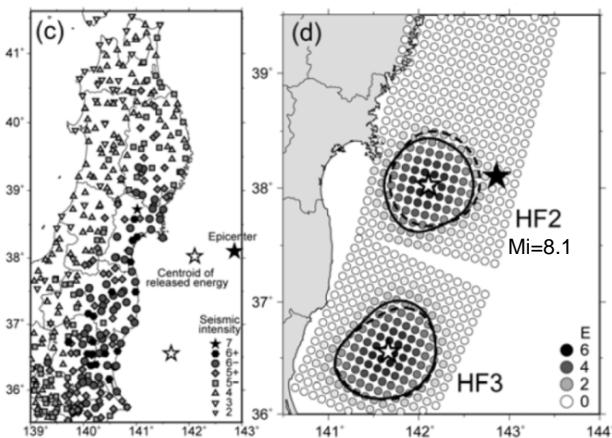 (c)
41°
40°
39°
38°
37°
36°
139°
140°
141°
142°
143°
Epicenter
Centroid of
released energy
Seismic
intensity
7
6+
6−
5+
5−
4
3
2
(d)
39°
38°
37°
36°
141°
142°
143°
144°
HF2
Mi=8.1
HF3
E
6
4
2
0